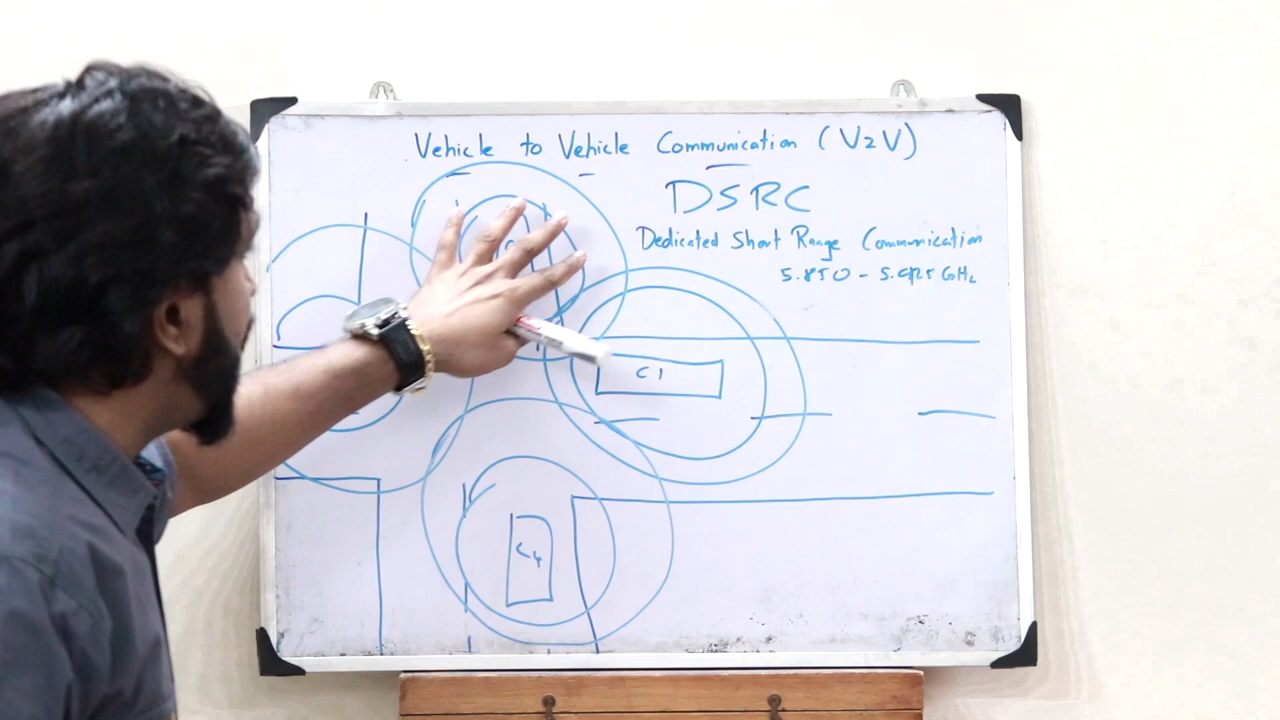 Vehicle to Vehicle Communication (V2V)
DSRC
Dedicated Short Range Communication
5.850 - 5.925 GHz
C1
C4